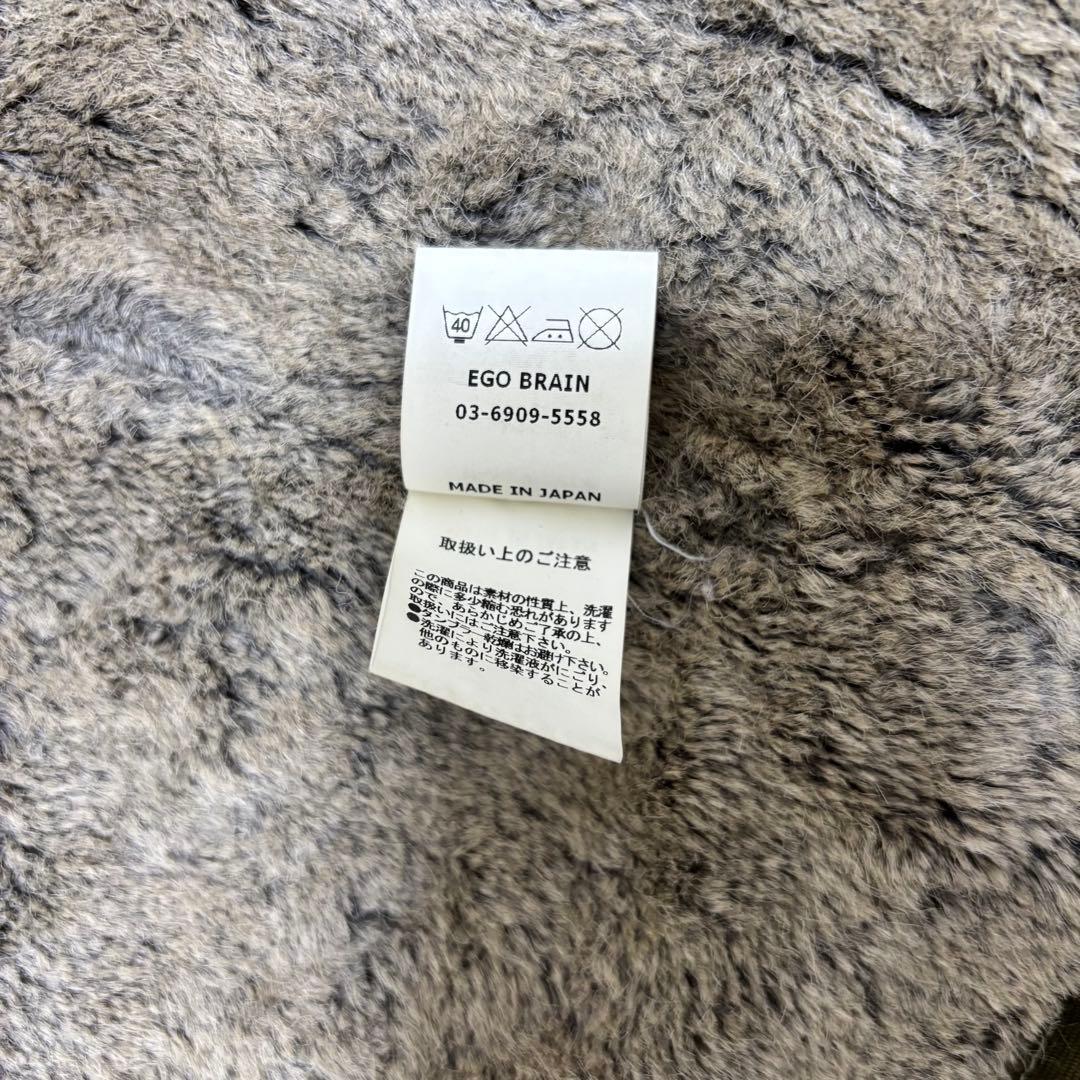 40
EGO BRAIN
03-6909-5558
MADE IN JAPAN
取扱い上のご注意
この商品は素材の性質上、洗濯
の際に多少縮む恐れがあります
ので、あらかじめご了承の上、
取扱いにはご注意下さい。
●タンブラー乾燥はお避け下さい。
●洗濯により洗濯液がにごり、
他のものに移染することが
あります。